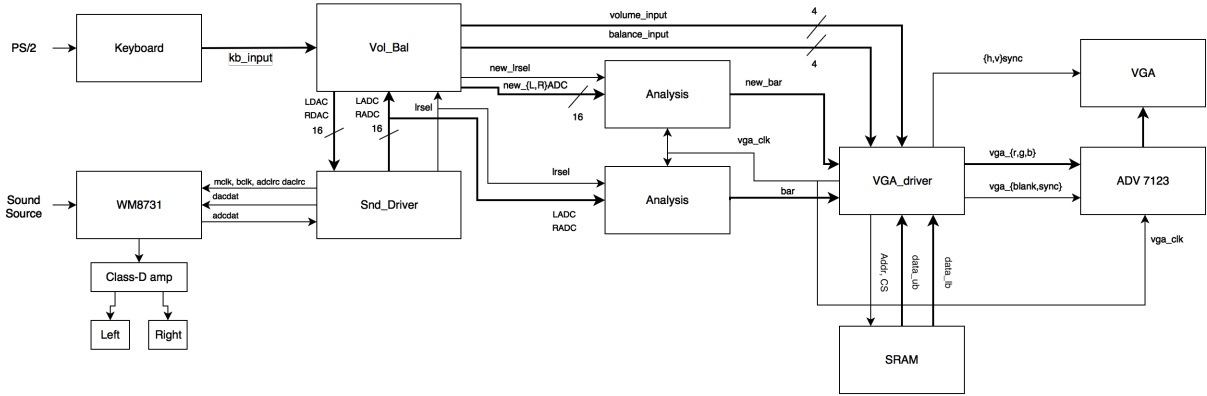 volume_input
4
balance_input
4
PS/2
Keyboard
kb_input
Vol_Bal
new_lrsel
new_{L,R}ADC
16
Analysis
new_bar
{h,v}sync
VGA
LDAC
RDAC
16
LADC
RADC
16
lrsel
vga_clk
lrsel
LADC
RADC
Analysis
bar
VGA_driver
vga_{r,g,b}
vga_{blank,sync}
ADV 7123
vga_clk
Sound
Source
WM8731
mclk, bclk, adclrc daclrc
dacdat
adcdat
Snd_Driver
Class-D amp
Left
Right
Addr, CS
data_ub
data_lb
SRAM